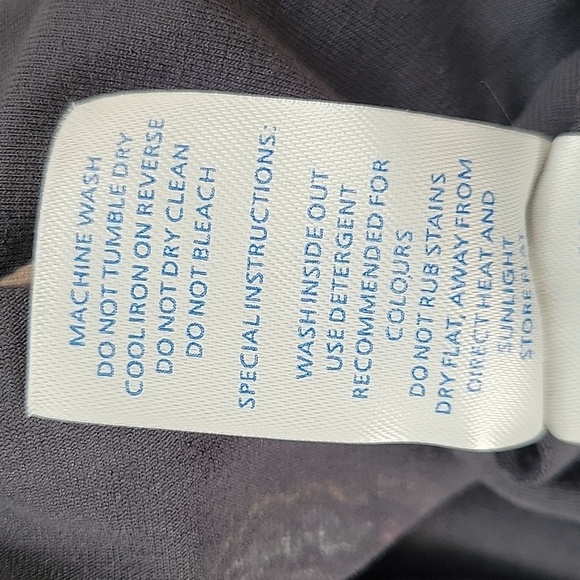 MACHINE WASH
DO NOT TUMBLE DRY
COOL IRON ON REVERSE
DO NOT DRY CLEAN
DO NOT BLEACH
SPECIAL INSTRUCTIONS:
WASH INSIDE OUT
USE DETERGENT
RECOMMENDED FOR
COLOURS
DO NOT RUB STAINS
DRY FLAT, AWAY FROM
DIRECT HEAT AND
SUNLIGHT
STORE FLAT